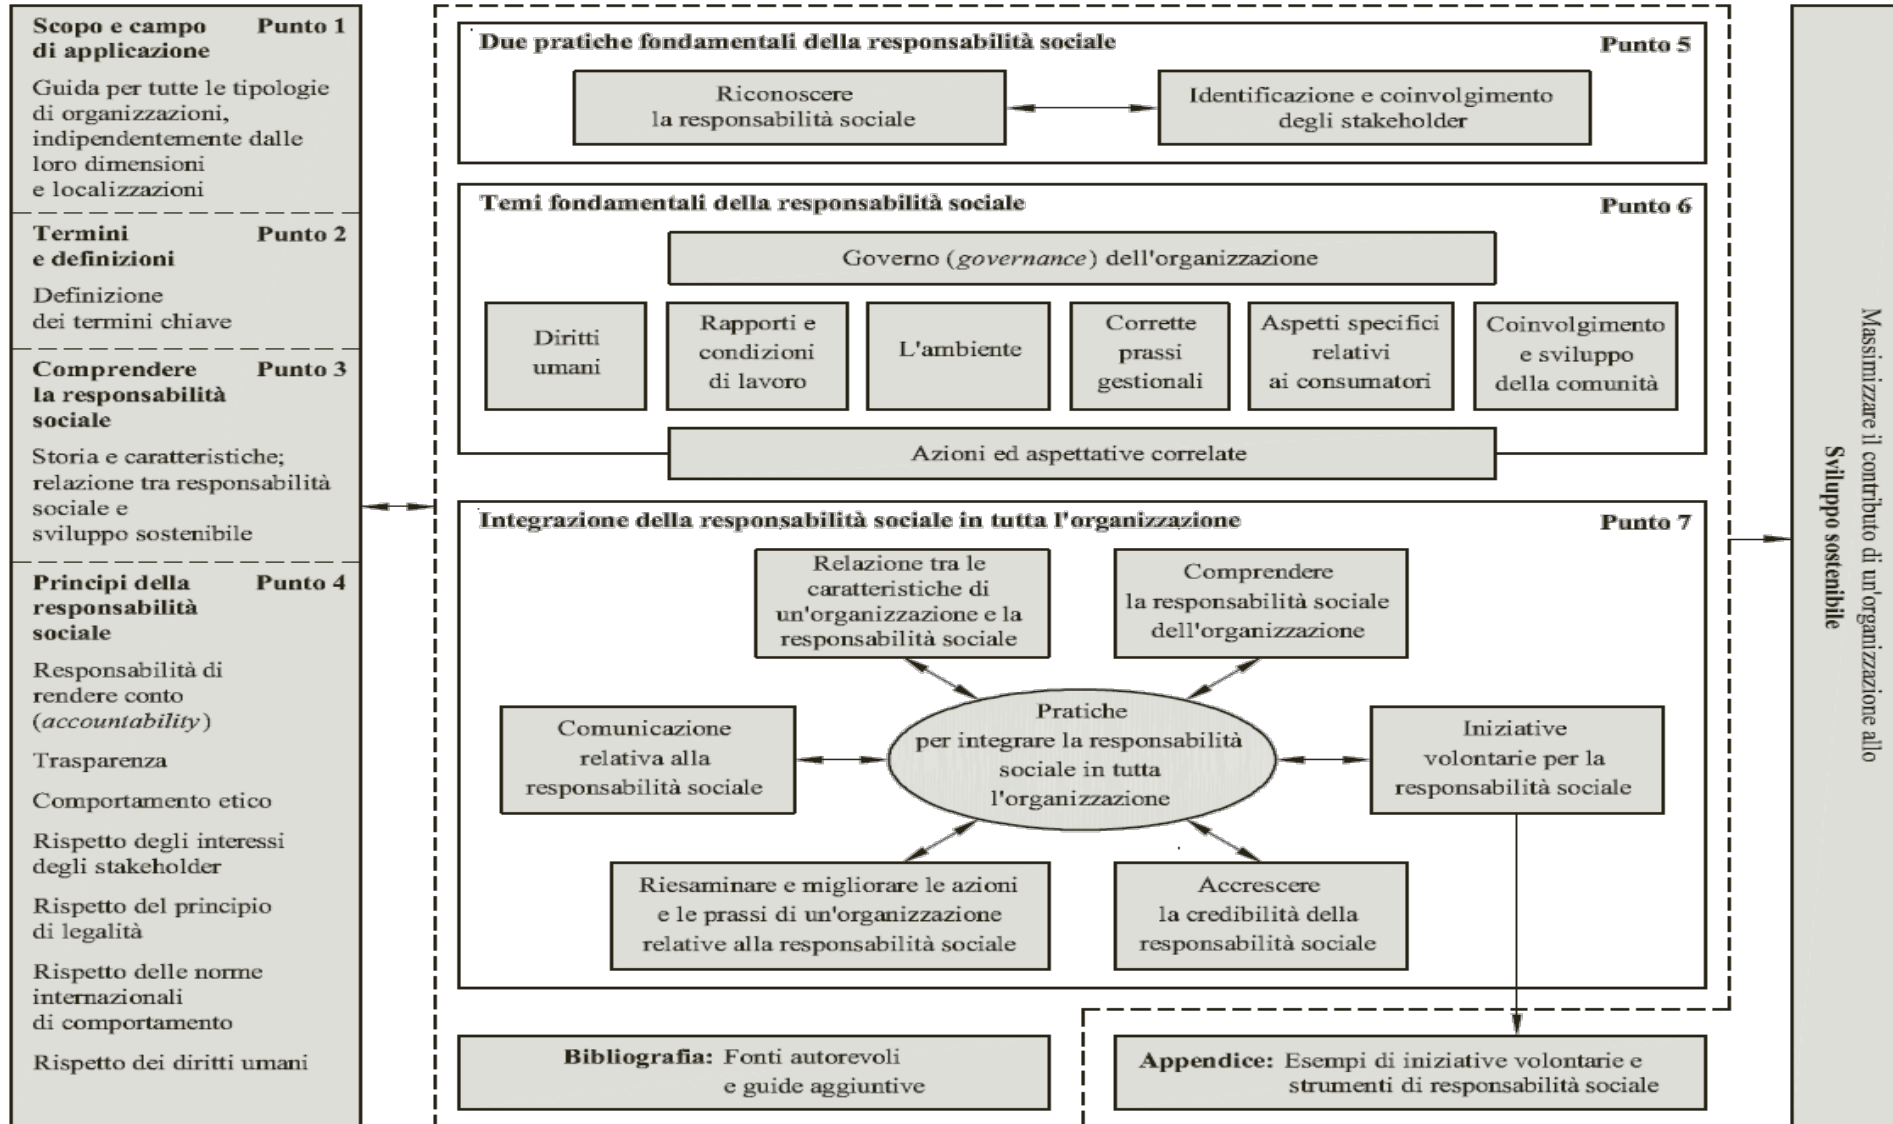 Scopo e campo Punto 1
di applicazione
Guida per tutte le tipologie
di organizzazioni,
indipendentemente dalle
loro dimensioni
e localizzazioni
Termini Punto 2
e definizioni
Definizione
dei termini chiave
Comprendere Punto 3
la responsabilità
sociale
Storia e caratteristiche;
relazione tra responsabilità
sociale e
sviluppo sostenibile
Principi della Punto 4
responsabilità
sociale
Responsabilità di
rendere conto
(accountability)
Trasparenza
Comportamento etico
Rispetto degli interessi
degli stakeholder
Rispetto del principio
di legalità
Rispetto delle norme
internazionali
di comportamento
Rispetto dei diritti umani
Due pratiche fondamentali della responsabilità sociale Punto 5
Riconoscere
la responsabilità sociale
Identificazione e coinvolgimento
degli stakeholder
Temi fondamentali della responsabilità sociale Punto 6
Governo (governance) dell'organizzazione
Diritti
umani
Rapporti e
condizioni
di lavoro
L'ambiente
Corrette
prassi
gestionali
Aspetti specifici
relativi
ai consumatori
Coinvolgimento
e sviluppo
della comunità
Azioni ed aspettative correlate
Integrazione della responsabilità sociale in tutta l'organizzazione Punto 7
Relazione tra le
caratteristiche di
un'organizzazione e la
responsabilità sociale
Comprendere
la responsabilità sociale
dell'organizzazione
Comunicazione
relativa alla
responsabilità sociale
Pratiche
per integrare la responsabilità
sociale in tutta
l'organizzazione
Iniziative
volontarie per la
responsabilità sociale
Riesaminare e migliorare le azioni
e le prassi di un'organizzazione
relative alla responsabilità sociale
Accrescere
la credibilità della
responsabilità sociale
Bibliografia: Fonti autorevoli
e guide aggiuntive
Appendice: Esempi di iniziative volontarie e
strumenti di responsabilità sociale
Massimizzare il contributo di un'organizzazione allo
Sviluppo sostenibile